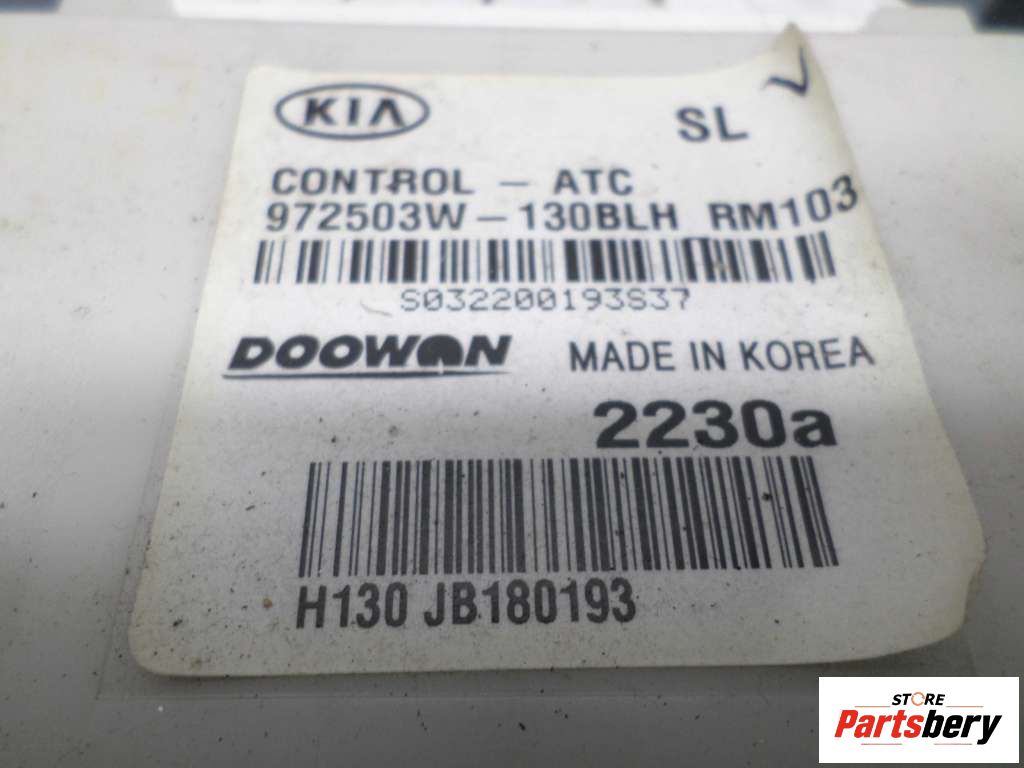 KIA SL
CONTROL - ATC
972503W-130BLH RM103
S032200193S37
DOOWON MADE IN KOREA
2230a
H130 JB180193
STORE
Partsbery